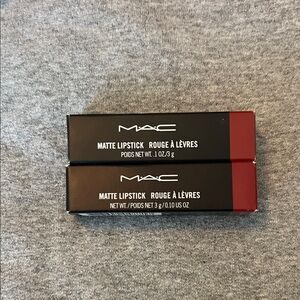 MAC
MATTE LIPSTICK ROUGE À LÈVRES
POIDS NET WT. .1 OZ/3 g
MAC
MATTE LIPSTICK ROUGE À LÈVRES
NET WT./POIDS NET 3 g/0.10 US OZ